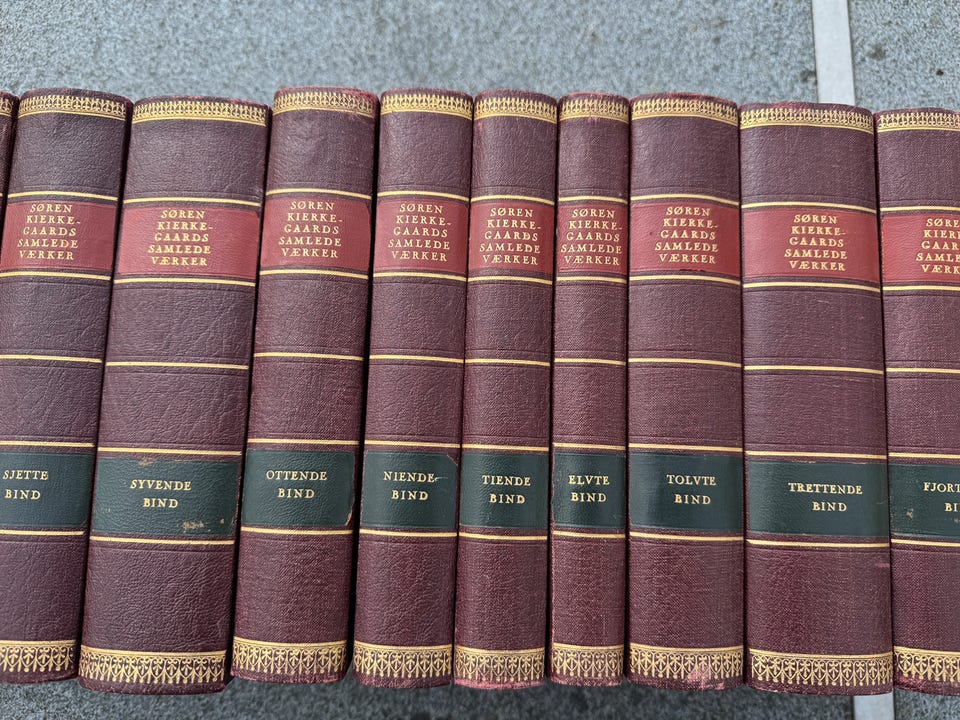 SØREN
KIERKE-
GAARDS
SAMLEDE
VÆRKER
SJETTE
BIND
SØREN
KIERKE-
GAARDS
SAMLEDE
VÆRKER
SYVENDE
BIND
SØREN
KIERKE-
GAARDS
SAMLEDE
VÆRKER
OTTENDE
BIND
SØREN
KIERKE-
GAARDS
SAMLEDE
VÆRKER
NIENDE
BIND
SØREN
KIERKE-
GAARDS
SAMLEDE
VÆRKER
TIENDE
BIND
SØREN
KIERKE-
GAARDS
SAMLEDE
VÆRKER
ELVTE
BIND
SØREN
KIERKE-
GAARDS
SAMLEDE
VÆRKER
TOLVTE
BIND
SØREN
KIERKE-
GAARDS
SAMLEDE
VÆRKER
TRETTENDE
BIND